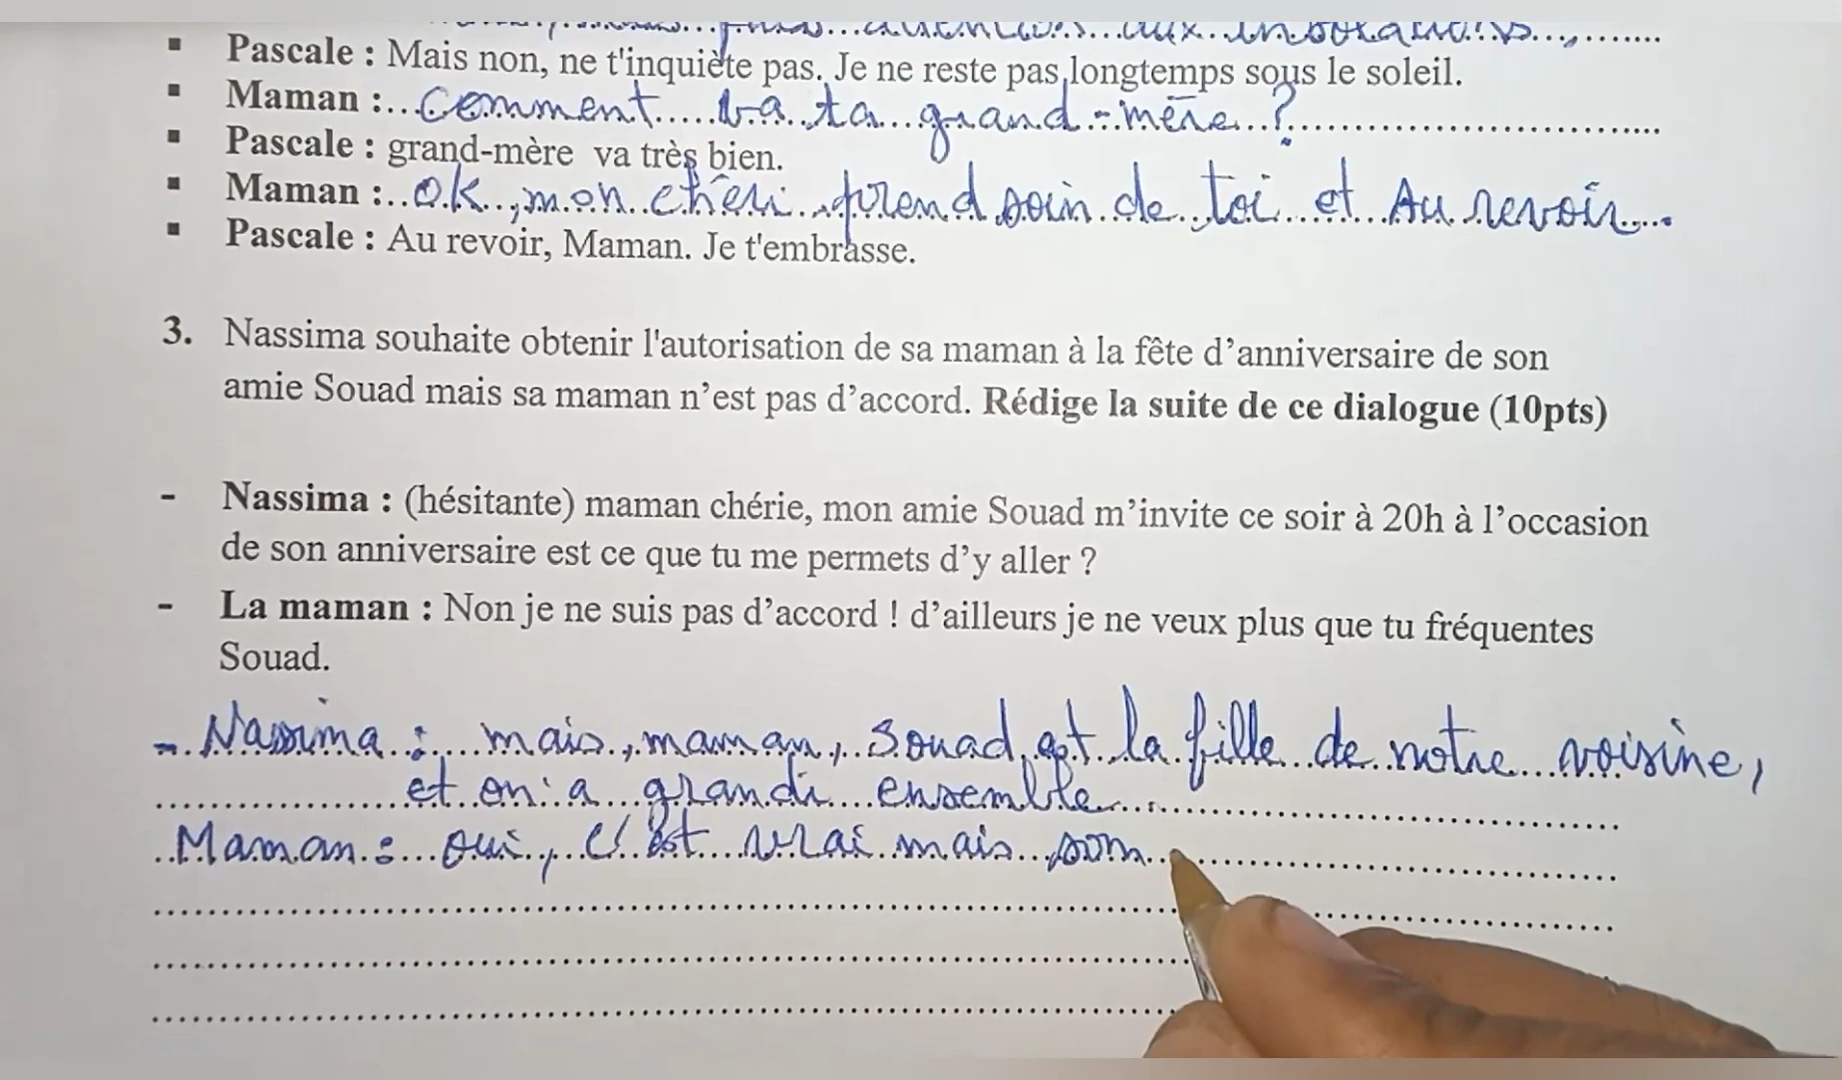 fais attention aux insolations,
▪ Pascale : Mais non, ne t'inquiète pas. Je ne reste pas longtemps sous le soleil.
▪ Maman : Comment va ta grand-mère ?
▪ Pascale : grand-mère va très bien.
▪ Maman : OK, mon chéri prend soin de toi et Au revoir
▪ Pascale : Au revoir, Maman. Je t'embrasse.
3. Nassima souhaite obtenir l'autorisation de sa maman à la fête d’anniversaire de son
amie Souad mais sa maman n’est pas d’accord. Rédige la suite de ce dialogue (10pts)
- Nassima : (hésitante) maman chérie, mon amie Souad m’invite ce soir à 20h à l’occasion
de son anniversaire est ce que tu me permets d’y aller ?
- La maman : Non je ne suis pas d’accord ! d’ailleurs je ne veux plus que tu fréquentes
Souad.
- Nassima : mais, maman, Souad est la fille de notre voisine,
et on a grandi ensemble
Maman : oui, c'est vrai mais son